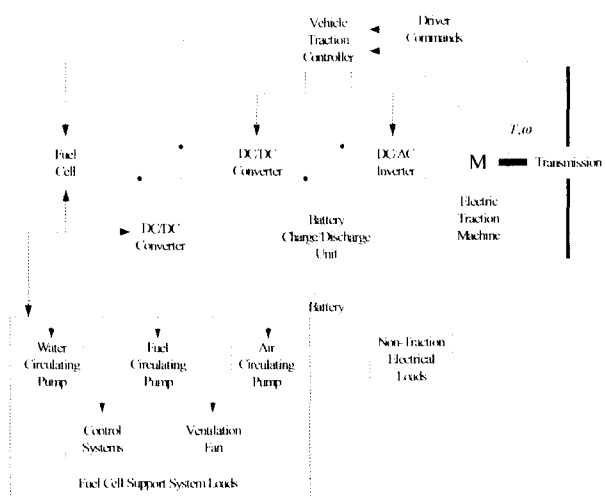 Vehicle
Traction
Controller
Driver
Commands
T,ω
Fuel
Cell
DC/DC
Converter
DC/AC
Inverter
M
Transmission
Electric
Traction
Machine
DC/DC
Converter
Battery
Charge/Discharge
Unit
Battery
Water
Circulating
Pump
Fuel
Circulating
Pump
Air
Circulating
Pump
Non-Traction
Electrical
Loads
Control
Systems
Ventilation
Fan
Fuel Cell Support System Loads